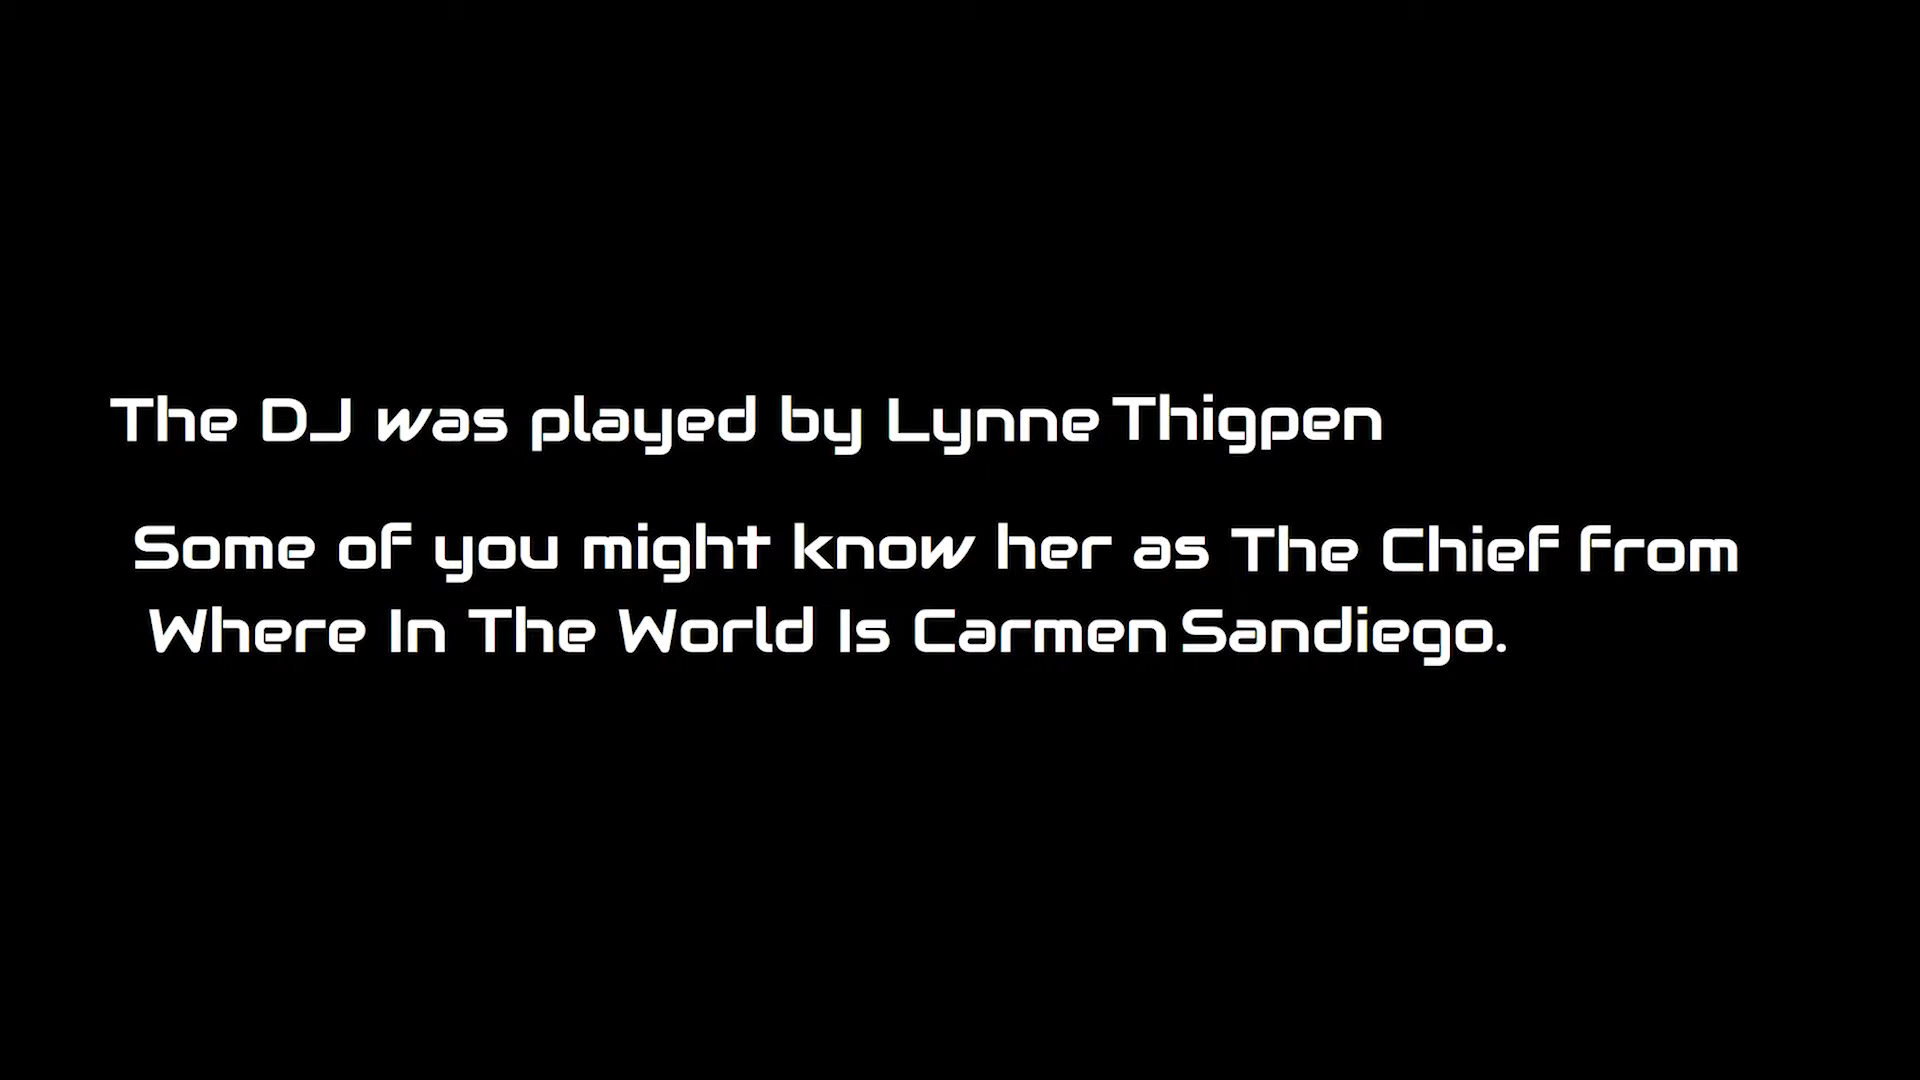 The DJ was played by Lynne Thigpen
Some of you might know her as The Chief from
Where In The World Is Carmen Sandiego.